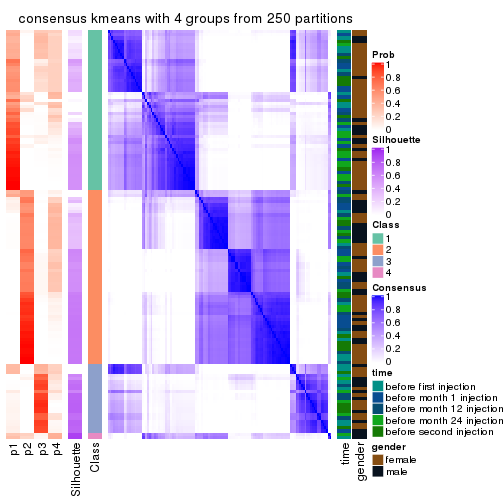 consensus kmeans with 4 groups from 250 partitions
p1
p2
p3
p4
Silhouette
Class
time
gender
Prob
1
0.8
0.6
0.4
0.2
0
Silhouette
1
0.8
0.6
0.4
0.2
0
Class
1
2
3
4
Consensus
1
0.8
0.6
0.4
0.2
0
time
before first injection
before month 1 injection
before month 12 injection
before month 24 injection
before second injection
gender
female
male